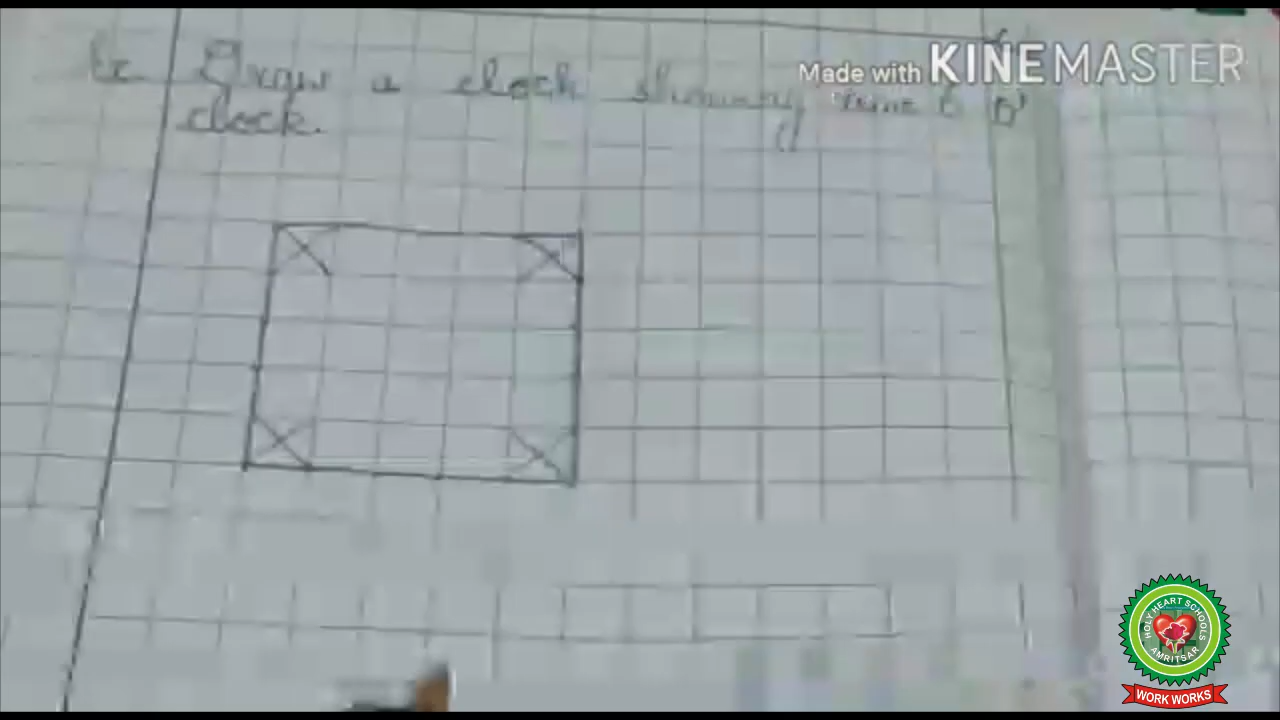 Draw a clock showing time 6 O'
clock.
Made with KINEMASTER
HOLY HEART SCHOOLS
AMRITSAR
WORK WORKS